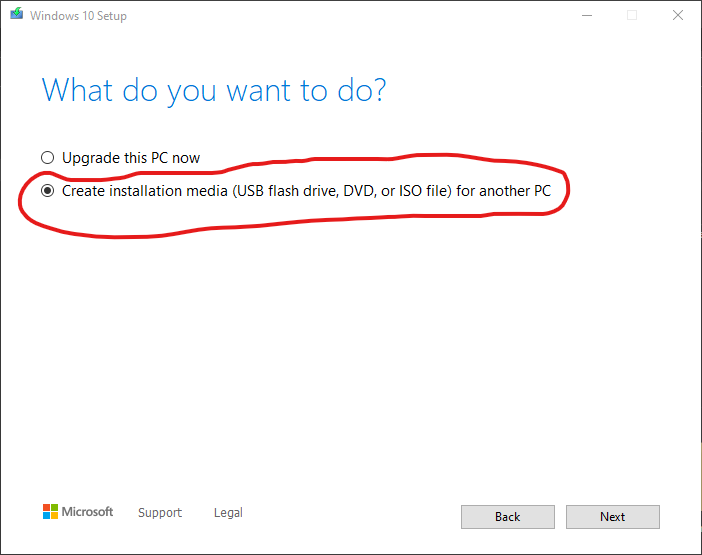 Windows 10 Setup
What do you want to do?
Upgrade this PC now
Create installation media (USB flash drive, DVD, or ISO file) for another PC
Microsoft Support Legal Back Next